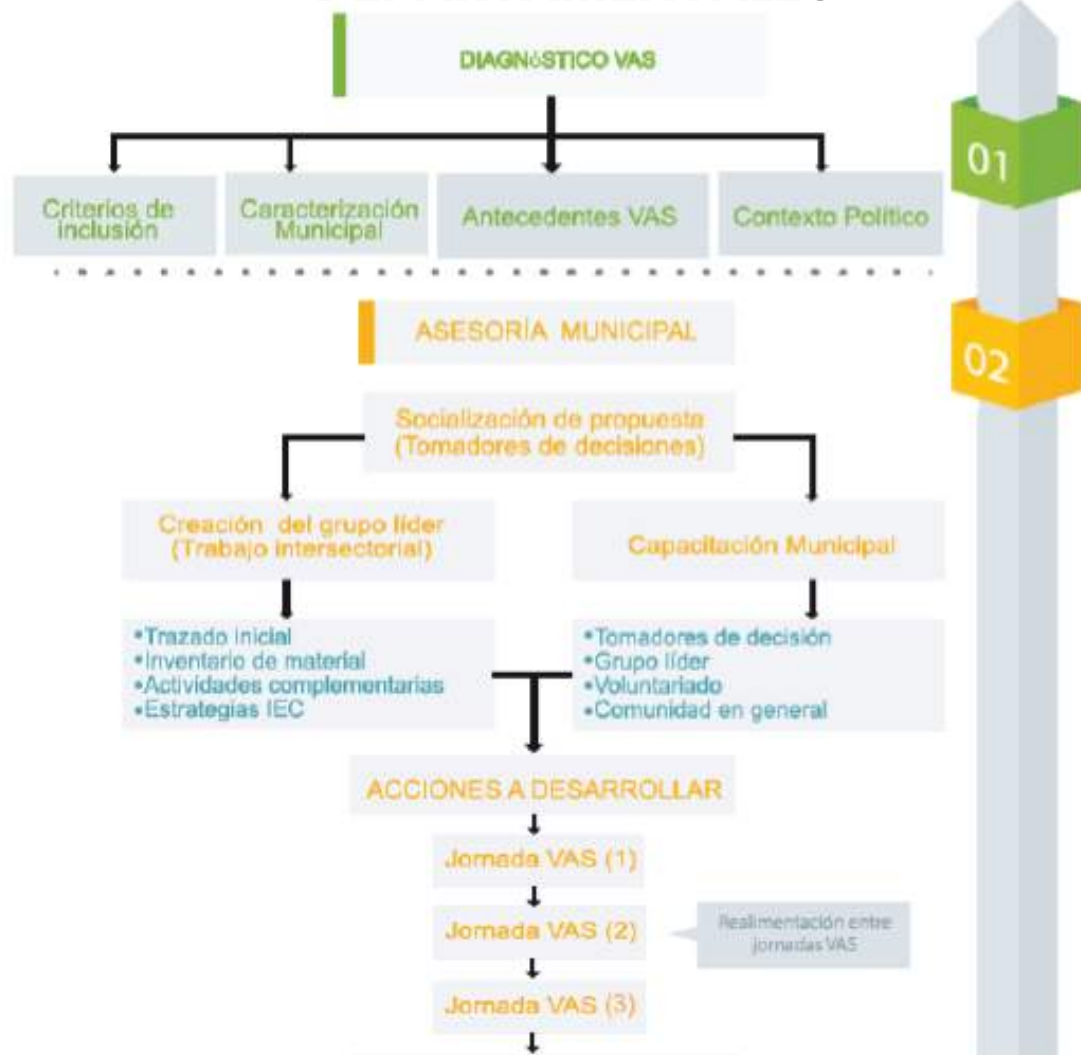 DIAGNóSTICO VAS
01
Criterios de
inclusión
Caracterización
Municipal
Antecedentes VAS
Contexto Político
ASESORÍA MUNICIPAL
02
Socialización de propuesta
(Tomadores de decisiones)
Creación del grupo líder
(Trabajo intersectorial)
Capacitación Municipal
•Trazado inicial
•Inventario de material
•Actividades complementarias
•Estrategias IEC
•Tomadores de decisión
•Grupo líder
•Voluntariado
•Comunidad en general
ACCIONES A DESARROLLAR
Jornada VAS (1)
Jornada VAS (2)
Realimentación entre
jornadas VAS
Jornada VAS (3)